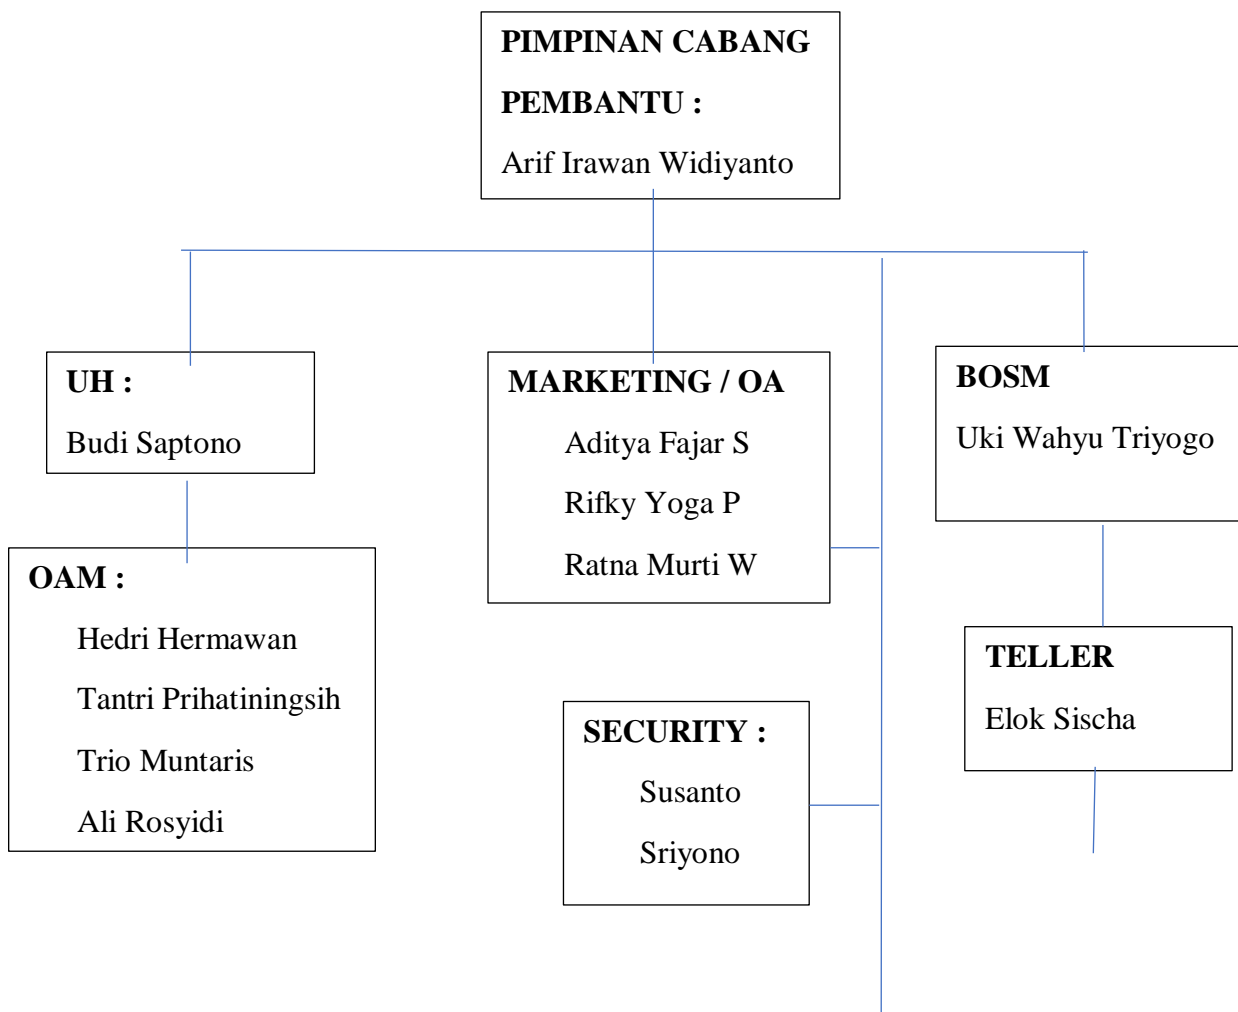 PIMPINAN CABANG
PEMBANTU :
Arif Irawan Widiyanto
UH :
Budi Saptono
MARKETING / OA
Aditya Fajar S
Rifky Yoga P
Ratna Murti W
BOSM
Uki Wahyu Triyogo
OAM :
Hedri Hermawan
Tantri Prihatiningsih
Trio Muntaris
Ali Rosyidi
SECURITY :
Susanto
Sriyono
TELLER
Elok Sischa